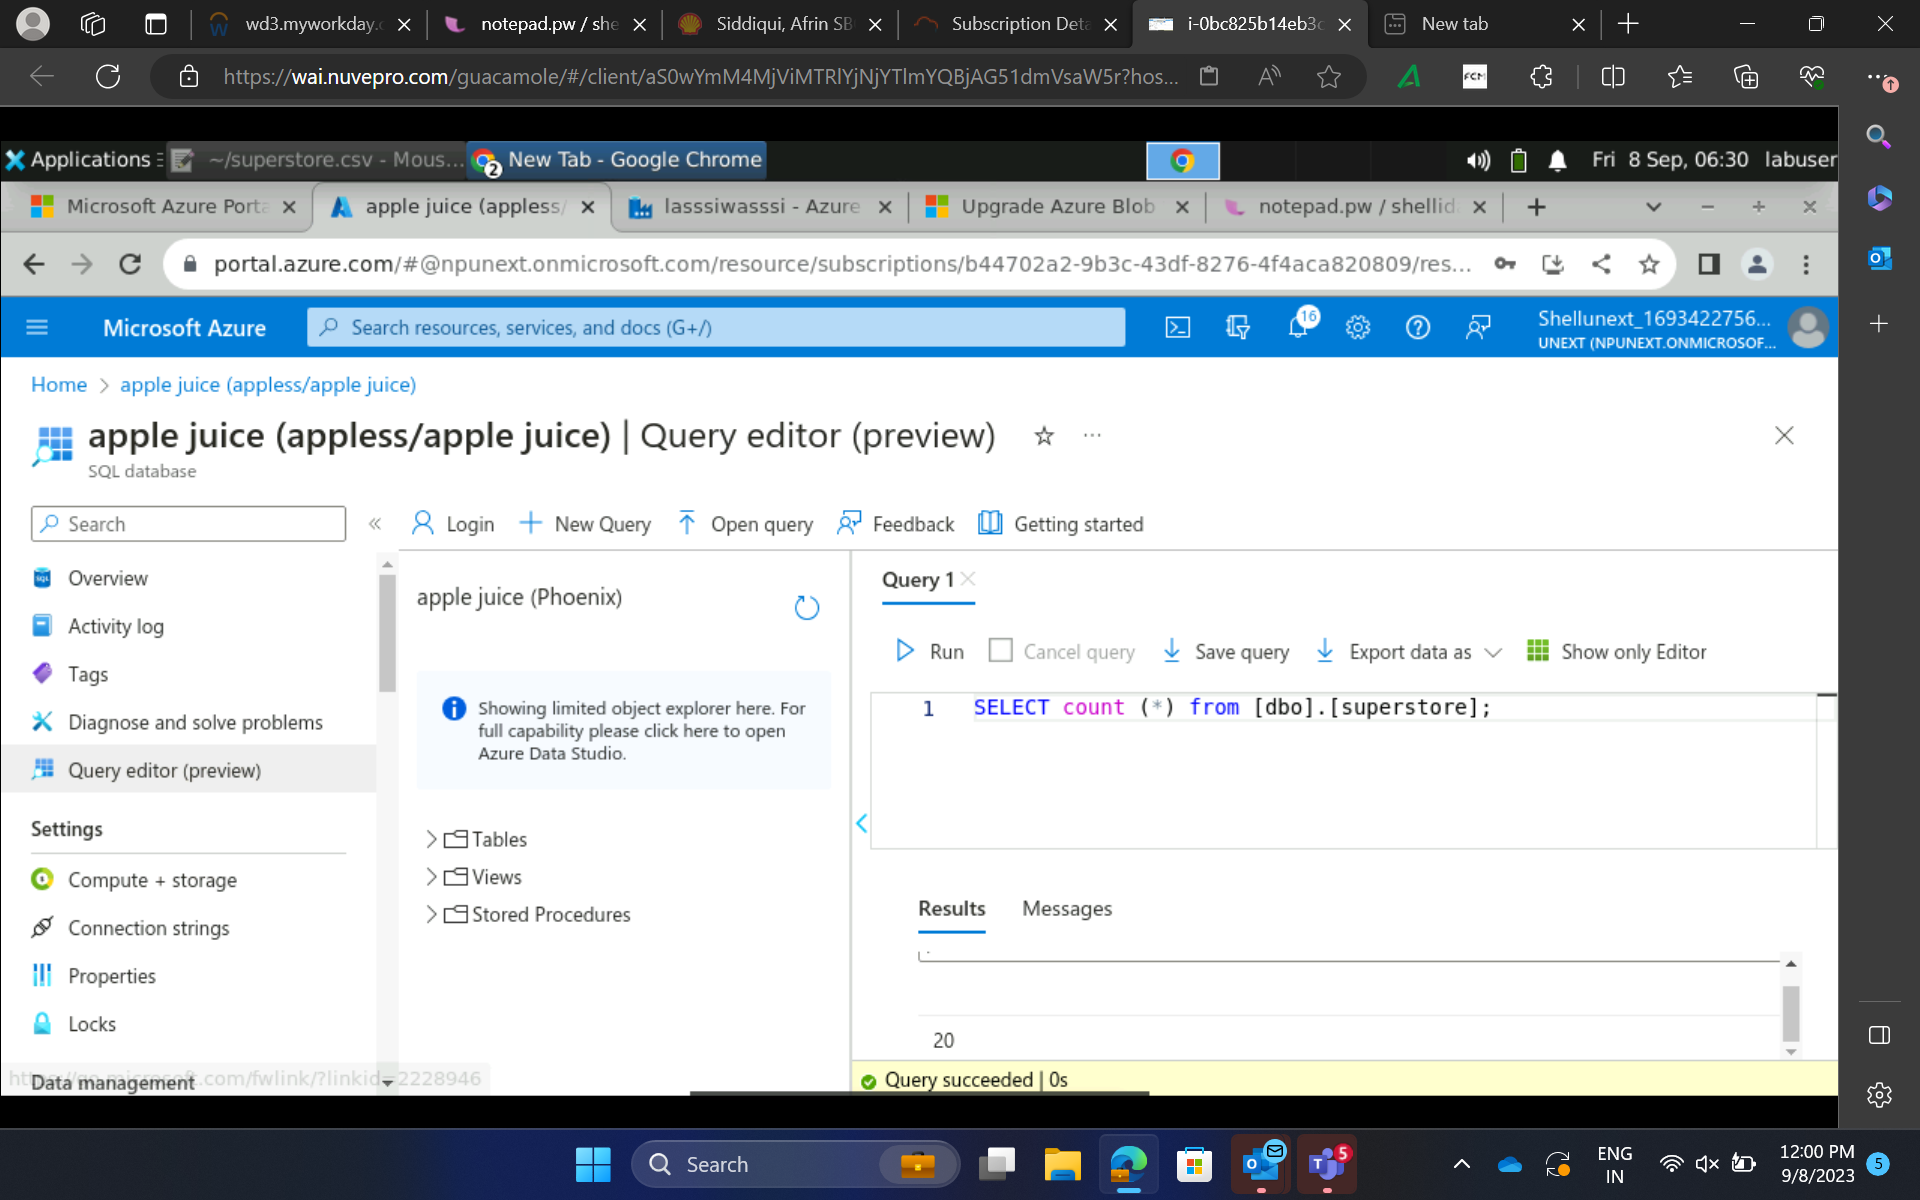 wd3.myworkday.c
notepad.pw / she
Siddiqui, Afrin SB
Subscription Deta
i-0bc825b14eb3c
New tab
https://wai.nuvepro.com/guacamole/#/client/aS0wYmM4MjViMTRlYjNjYTlmYQBjAG51dmVsaW5r?hos...
FCM
Applications
~/superstore.csv - Mous...
2
New Tab - Google Chrome
Fri 8 Sep, 06:30 labuser
Microsoft Azure Porta
apple juice (appless/
lasssiwasssi - Azure
Upgrade Azure Blob
notepad.pw / shellid
portal.azure.com/#@npunext.onmicrosoft.com/resource/subscriptions/b44702a2-9b3c-43df-8276-4f4aca820809/res...
Microsoft Azure
Search resources, services, and docs (G+/)
16
Shellunext_1693422756...
UNEXT (NPUNEXT.ONMICROSOF...
Home > apple juice (appless/apple juice)
apple juice (appless/apple juice) | Query editor (preview)
SQL database
Search
Login
New Query
Open query
Feedback
Getting started
Overview
Activity log
Tags
Diagnose and solve problems
Query editor (preview)
Settings
Compute + storage
Connection strings
Properties
Locks
Data management
https://go.microsoft.com/fwlink/?linkid=2228946
apple juice (Phoenix)
Showing limited object explorer here. For
full capability please click here to open
Azure Data Studio.
Tables
Views
Stored Procedures
Query 1
Run
Cancel query
Save query
Export data as
Show only Editor
1 SELECT count (*) from [dbo].[superstore];
Results
Messages
20
Query succeeded | 0s
Search
5
ENG
IN
12:00 PM
9/8/2023
5